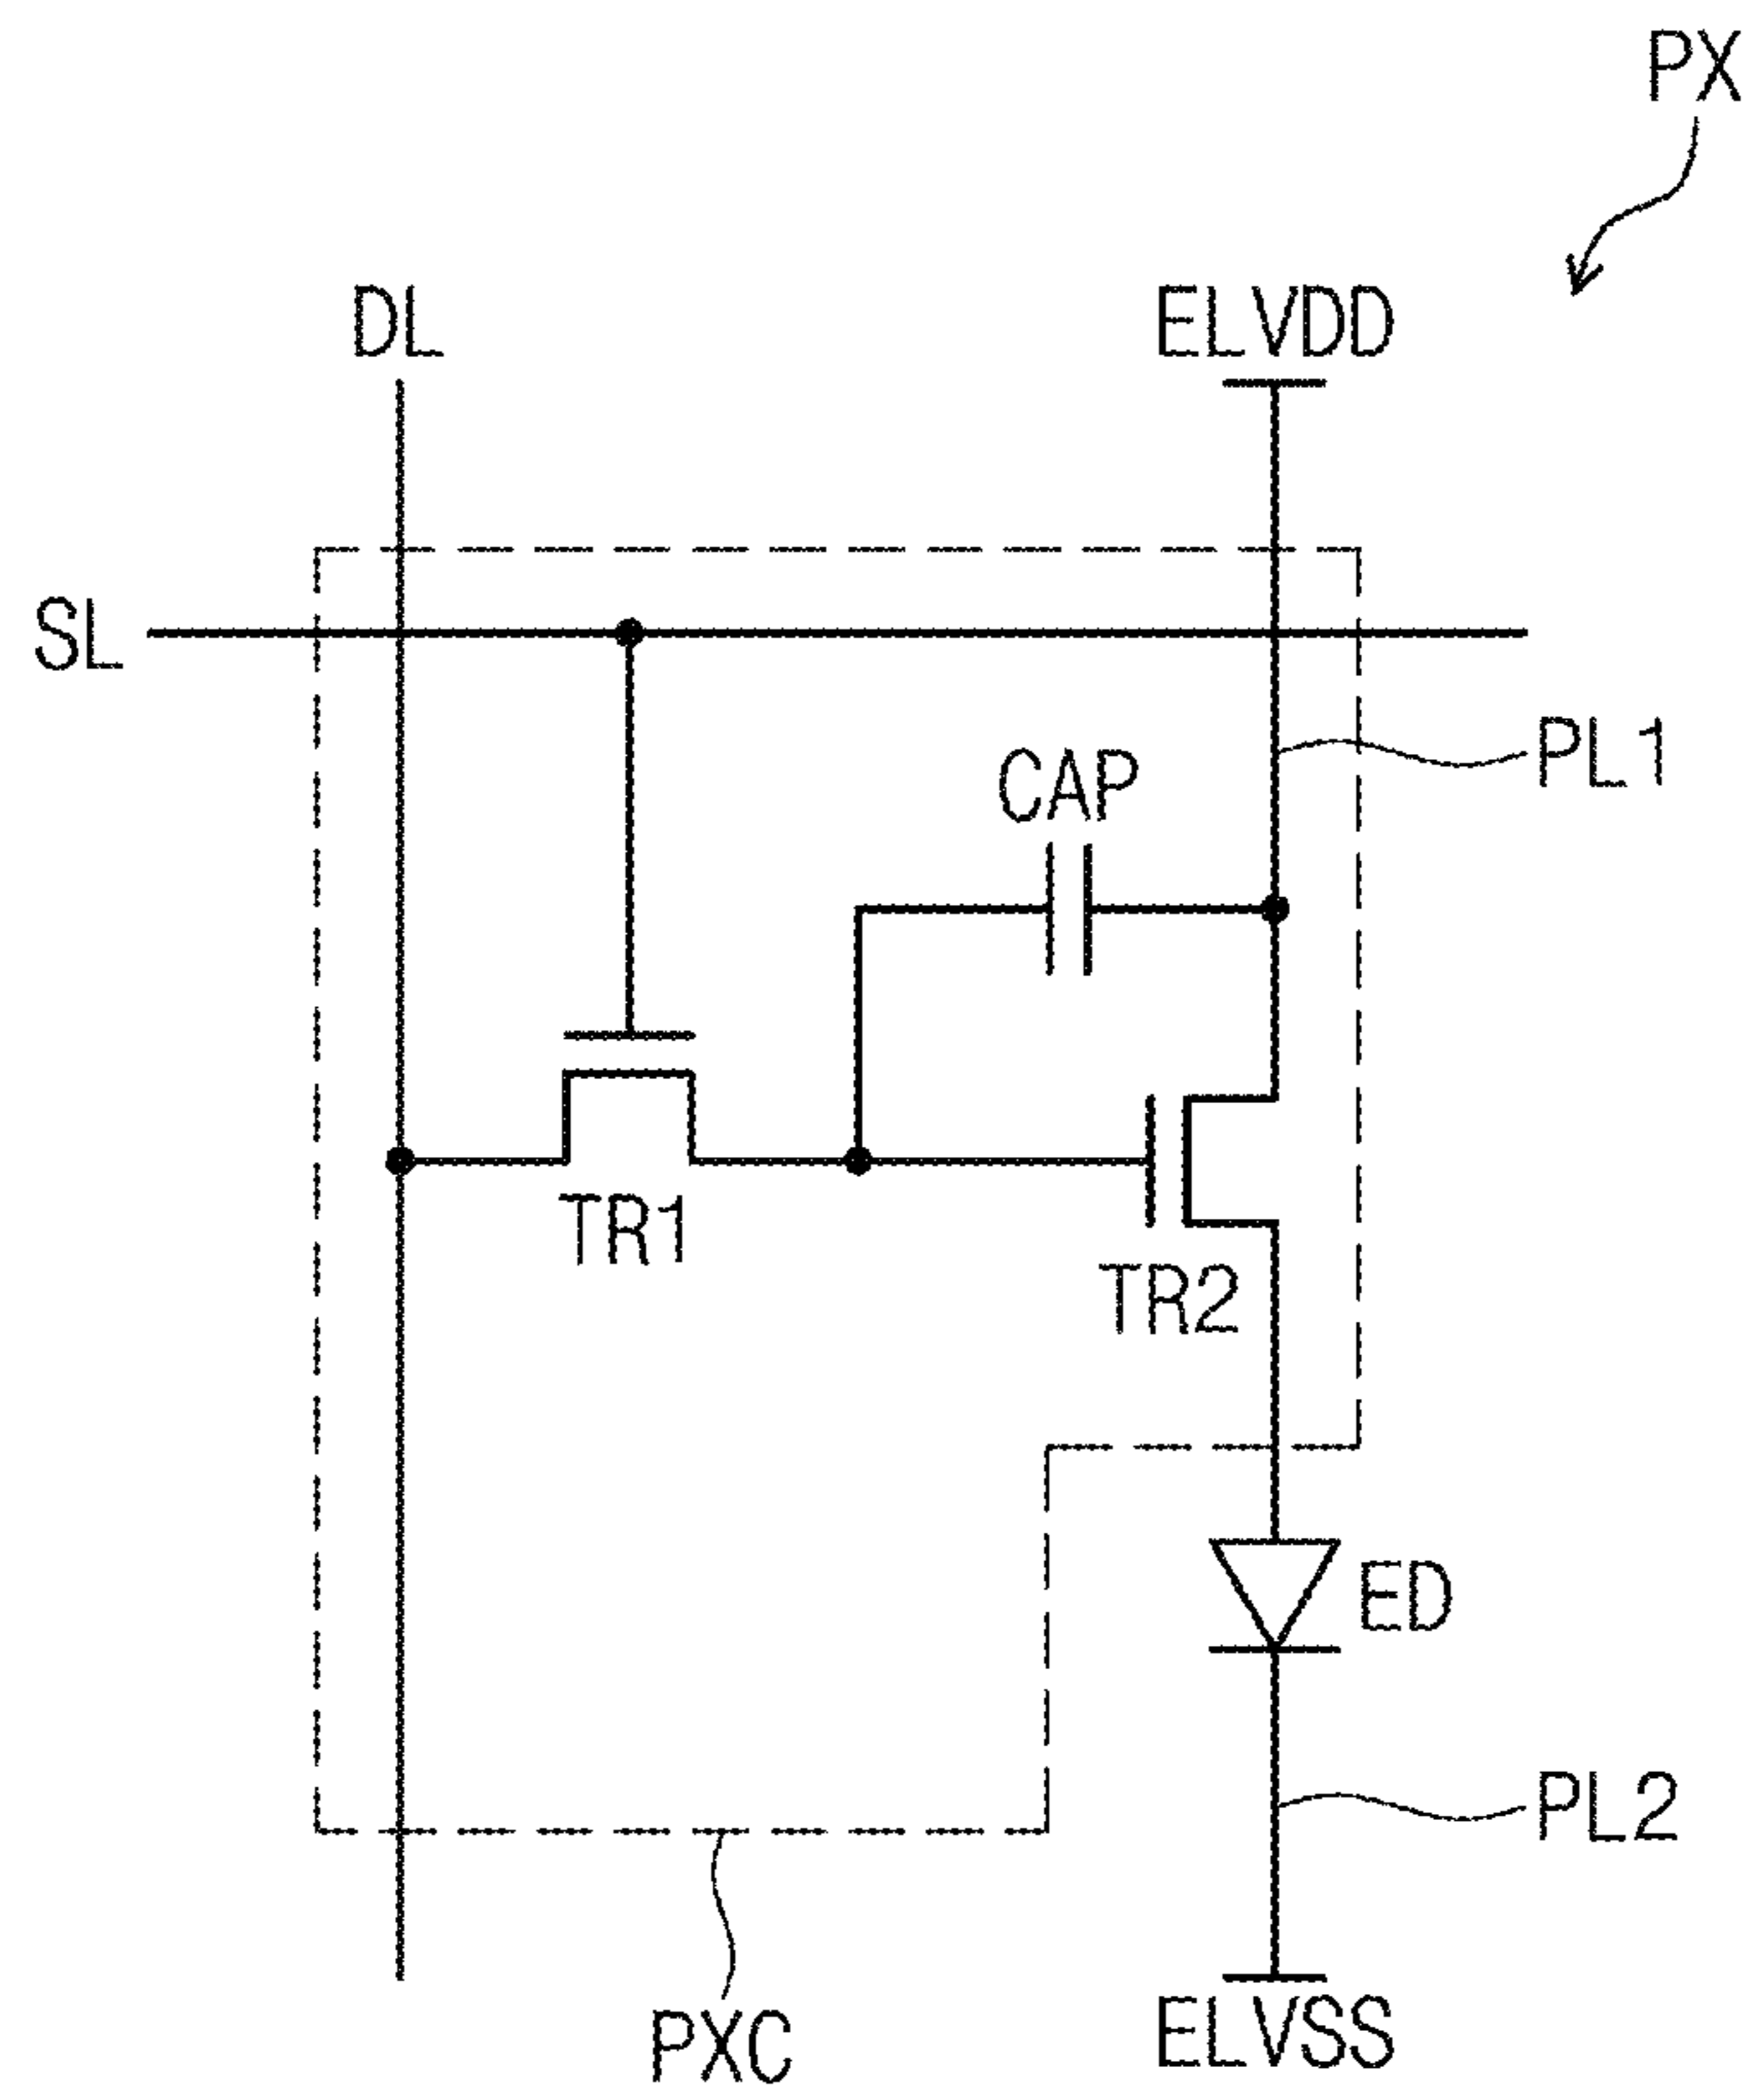 PX
DL
ELVDD
SL
PL1
CAP
TR1
TR2
ED
PL2
PXC
ELVSS